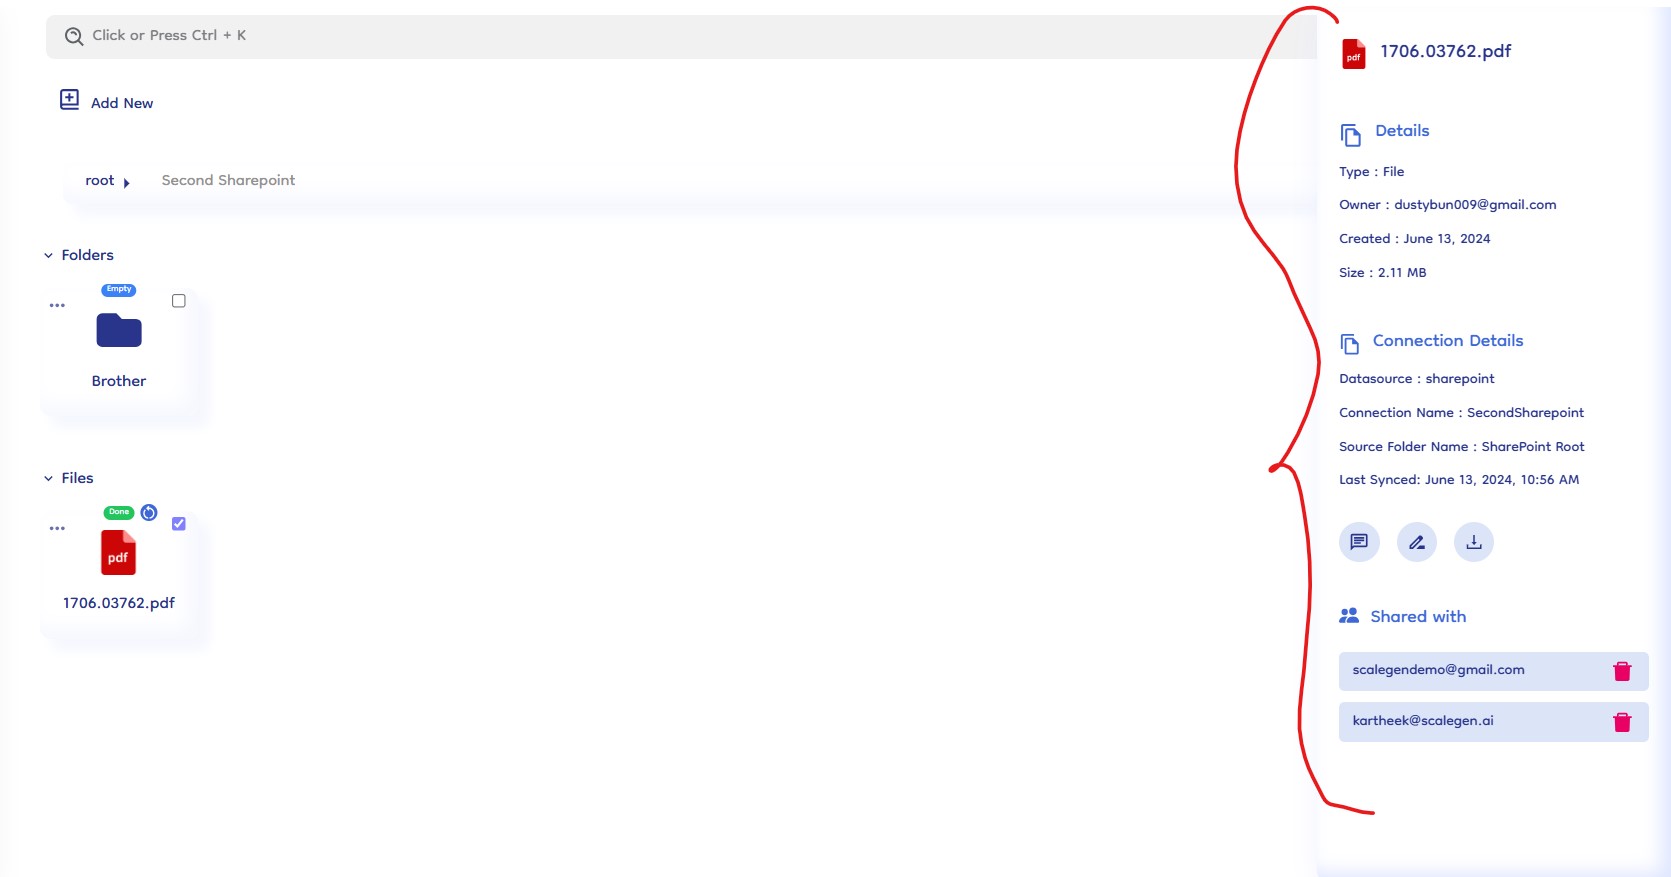 Click or Press Ctrl + K
Add New
root
Second Sharepoint
Folders
Empty
Brother
Files
Done
pdf
1706.03762.pdf
pdf
1706.03762.pdf
Details
Type : File
Owner : dustybun009@gmail.com
Created : June 13, 2024
Size : 2.11 MB
Connection Details
Datasource : sharepoint
Connection Name : SecondSharepoint
Source Folder Name : SharePoint Root
Last Synced: June 13, 2024, 10:56 AM
Shared with
scalegendemo@gmail.com
kartheek@scalegen.ai